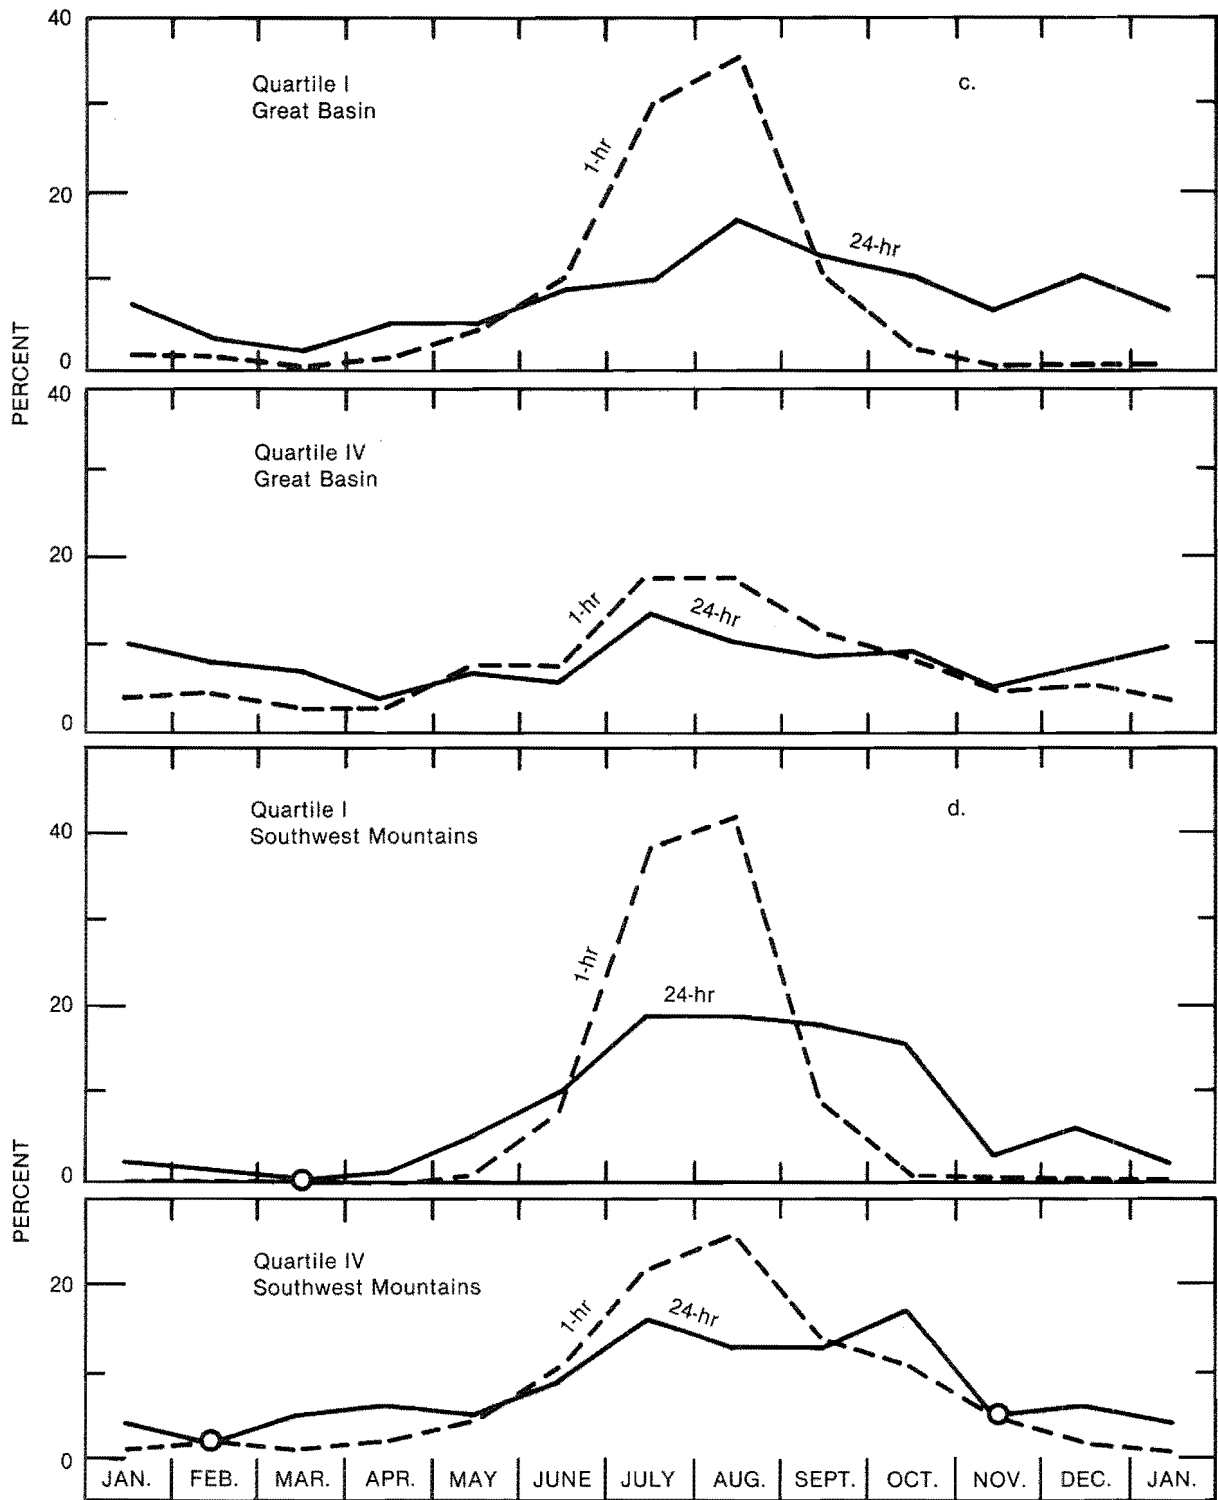 40
Quartile I
Great Basin
c.
1-hr
20
24-hr
0
PERCENT
40
Quartile IV
Great Basin
20
1-hr
24-hr
0
Quartile I
Southwest Mountains
d.
40
1-hr
20
24-hr
0
PERCENT
Quartile IV
Southwest Mountains
20
1-hr
24-hr
0
JAN. FEB. MAR. APR. MAY JUNE JULY AUG. SEPT. OCT. NOV. DEC. JAN.